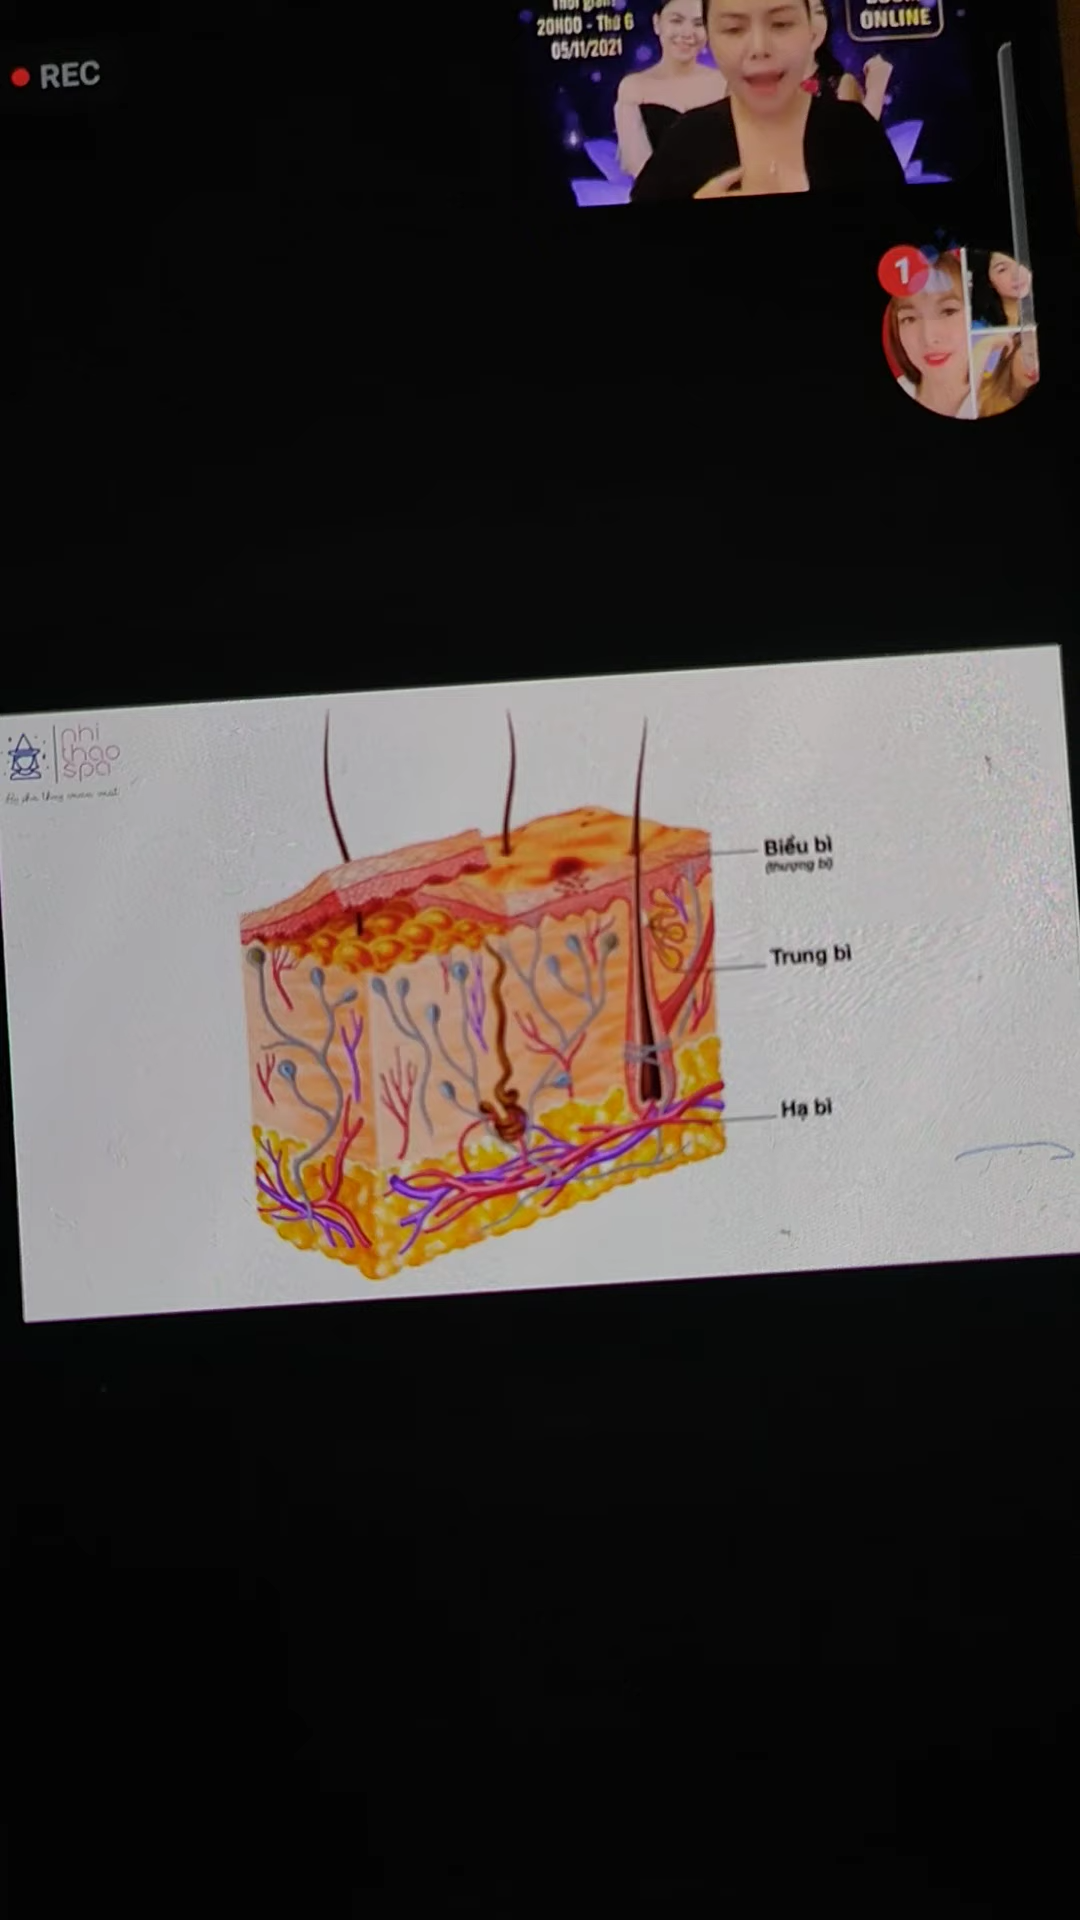 REC
20H00 - Thứ 6
05/11/2021
ONLINE
1
nhi
thao
spa
Biểu bì
(thượng bì)
Trung bì
Hạ bì